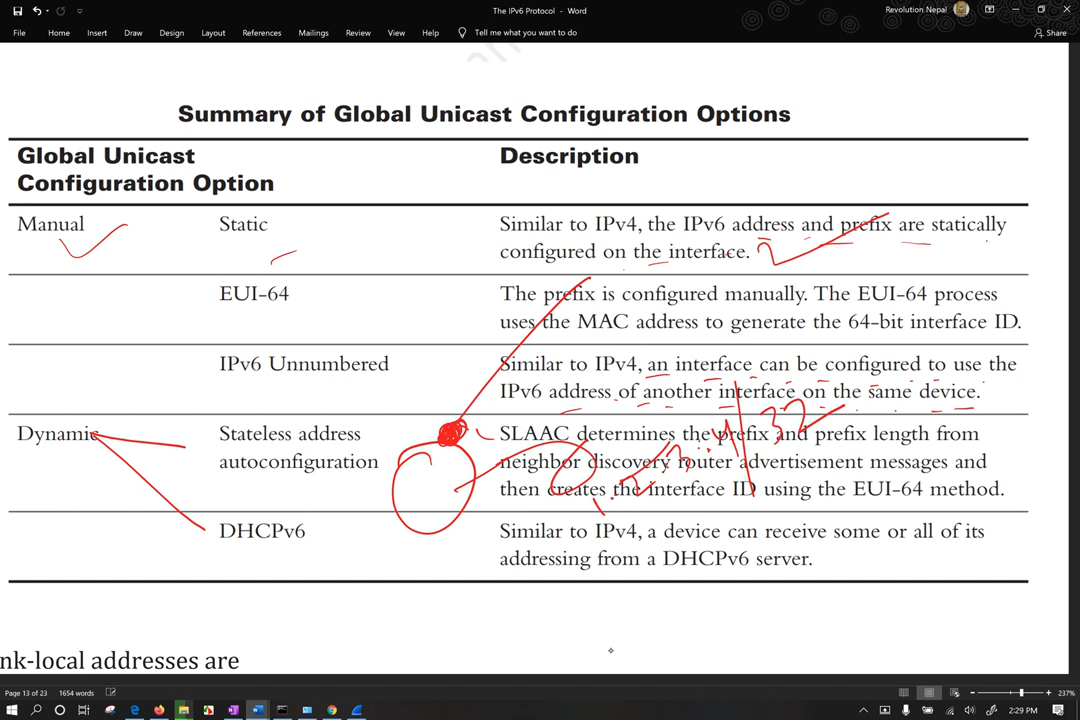 The IPv6 Protocol - Word
Revolution Nepal
File Home Insert Draw Design Layout References Mailings Review View Help Tell me what you want to do Share
Summary of Global Unicast Configuration Options
Global Unicast
Configuration Option
Description
Manual
Static
Similar to IPv4, the IPv6 address and prefix are statically
configured on the interface.
EUI-64
The prefix is configured manually. The EUI-64 process
uses the MAC address to generate the 64-bit interface ID.
IPv6 Unnumbered
Similar to IPv4, an interface can be configured to use the
IPv6 address of another interface on the same device.
Dynamic
Stateless address
autoconfiguration
SLAAC determines the prefix and prefix length from
neighbor discovery router advertisement messages and
then creates the interface ID using the EUI-64 method.
DHCPv6
Similar to IPv4, a device can receive some or all of its
addressing from a DHCPv6 server.
nk-local addresses are
Page 13 of 23 1654 words
237%
2:29 PM